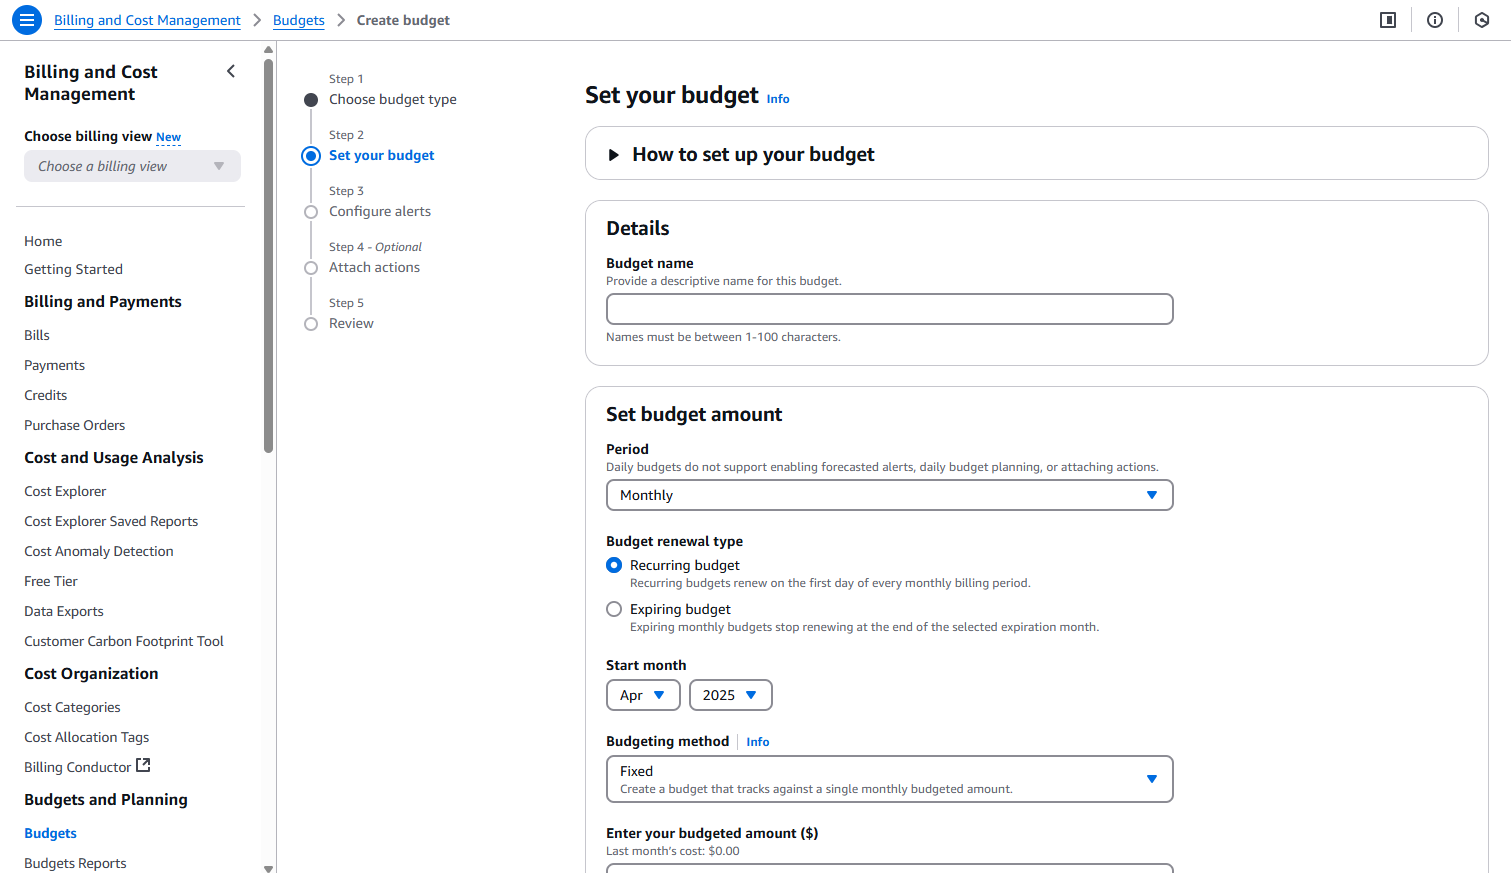 Billing and Cost Management > Budgets > Create budget
Billing and Cost
Management
Choose billing view New
Choose a billing view
Home
Getting Started
Billing and Payments
Bills
Payments
Credits
Purchase Orders
Cost and Usage Analysis
Cost Explorer
Cost Explorer Saved Reports
Cost Anomaly Detection
Free Tier
Data Exports
Customer Carbon Footprint Tool
Cost Organization
Cost Categories
Cost Allocation Tags
Billing Conductor
Budgets and Planning
Budgets
Budgets Reports
Step 1
Choose budget type
Step 2
Set your budget
Step 3
Configure alerts
Step 4 - Optional
Attach actions
Step 5
Review
Set your budget Info
How to set up your budget
Details
Budget name
Provide a descriptive name for this budget.
Names must be between 1-100 characters.
Set budget amount
Period
Daily budgets do not support enabling forecasted alerts, daily budget planning, or attaching actions.
Monthly
Budget renewal type
Recurring budget
Recurring budgets renew on the first day of every monthly billing period.
Expiring budget
Expiring monthly budgets stop renewing at the end of the selected expiration month.
Start month
Apr 2025
Budgeting method Info
Fixed
Create a budget that tracks against a single monthly budgeted amount.
Enter your budgeted amount ($)
Last month's cost: $0.00